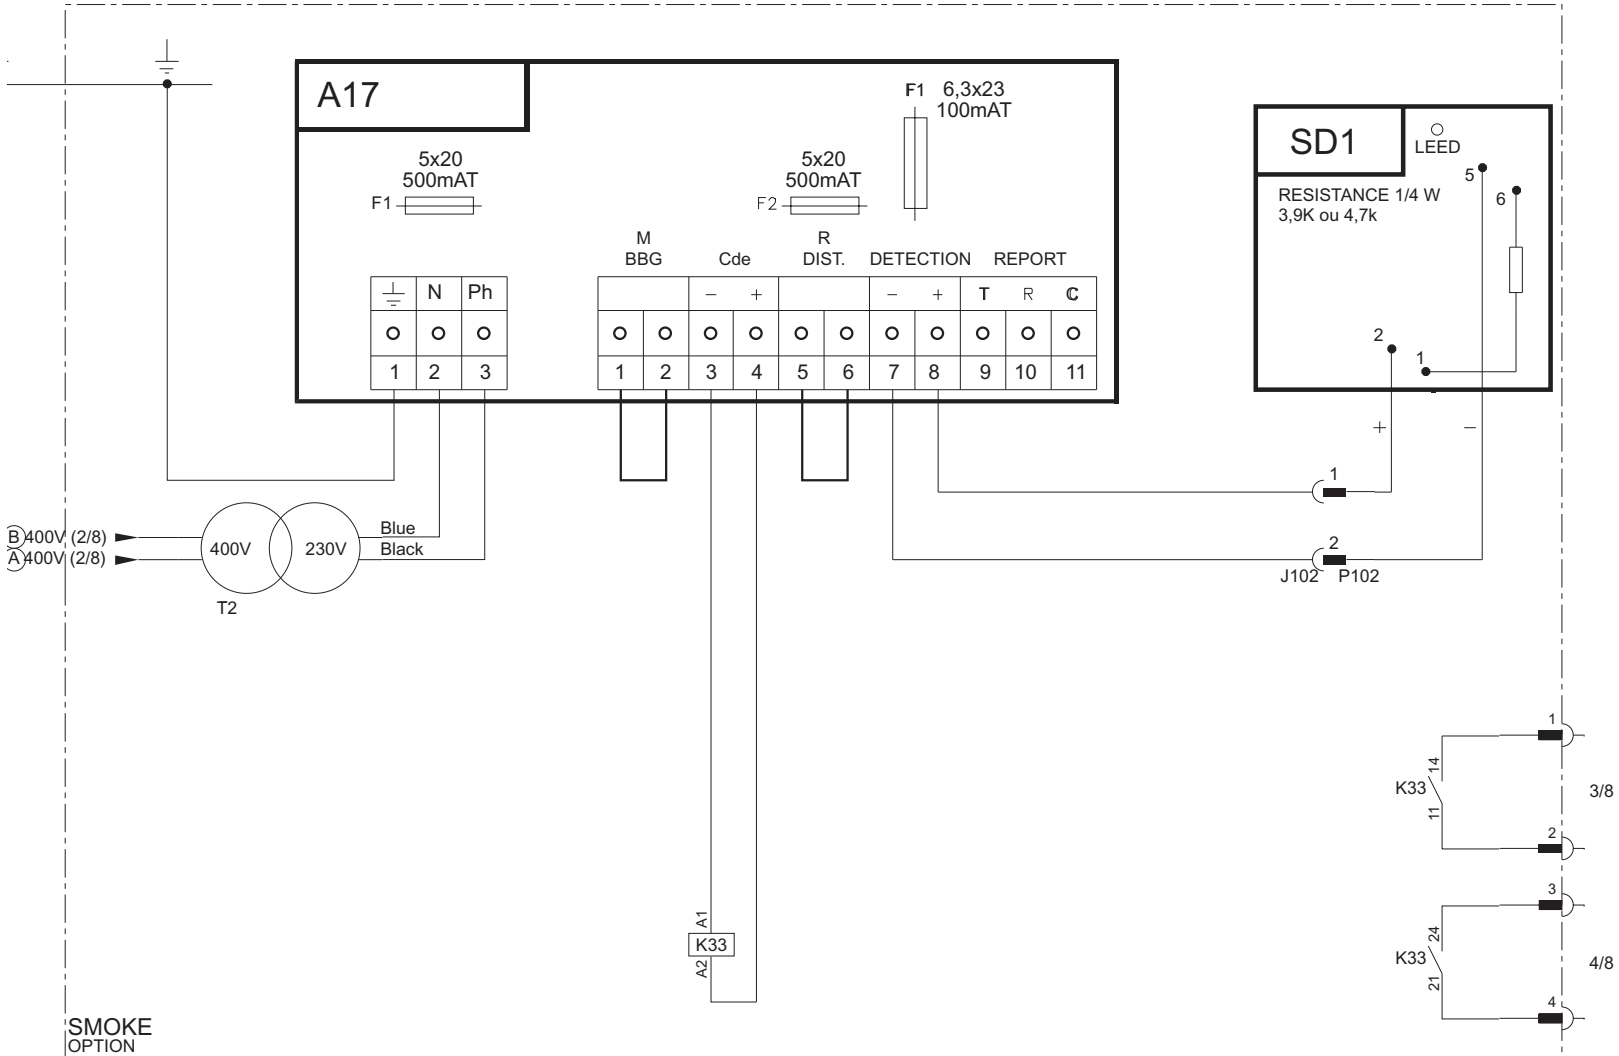 A17
F1 6,3x23
100mAT
5x20
500mAT
F1
5x20
500mAT
F2
M
BBG
Cde
R
DIST.
DETECTION
REPORT
N Ph
− + − + T R C
1 2 3
1 2 3 4 5 6 7 8 9 10 11
SD1
LEED
RESISTANCE 1/4 W
3,9K ou 4,7k
5
6
2
1
+ −
1
2
J102 P102
B 400V (2/8)
A 400V (2/8)
400V
230V
Blue
Black
T2
A1
K33
A2
1
14
K33
11
2
3/8
3
24
K33
21
4
4/8
SMOKE
OPTION